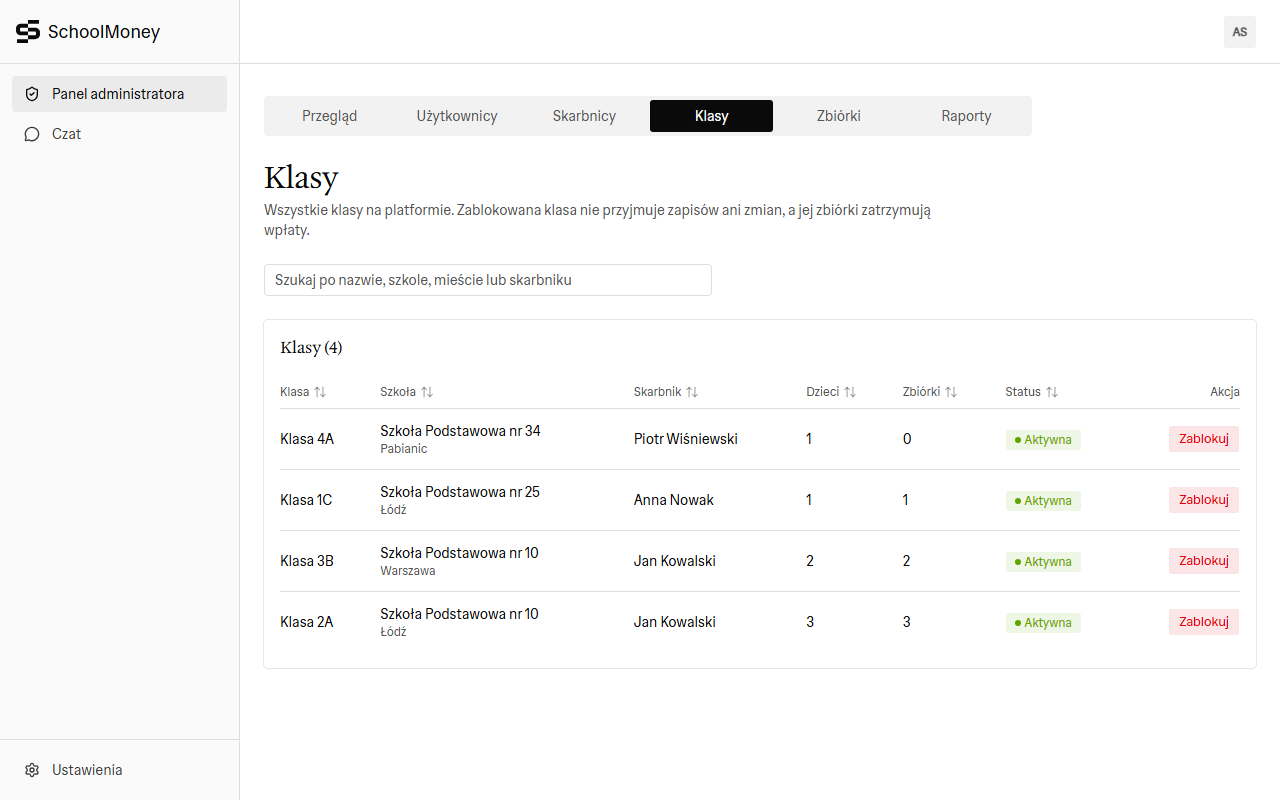 SchoolMoney
AS
Panel administratora
Czat
Przegląd Użytkownicy Skarbnicy Klasy Zbiórki Raporty
Klasy
Wszystkie klasy na platformie. Zablokowana klasa nie przyjmuje zapisów ani zmian, a jej zbiórki zatrzymują
wpłaty.
Szukaj po nazwie, szkole, mieście lub skarbniku
Klasy (4)
Klasa Szkoła Skarbnik Dzieci Zbiórki Status Akcja
Klasa 4A Szkoła Podstawowa nr 34 Piotr Wiśniewski 1 0 Aktywna Zablokuj
Pabianic
Klasa 1C Szkoła Podstawowa nr 25 Anna Nowak 1 1 Aktywna Zablokuj
Łódź
Klasa 3B Szkoła Podstawowa nr 10 Jan Kowalski 2 2 Aktywna Zablokuj
Warszawa
Klasa 2A Szkoła Podstawowa nr 10 Jan Kowalski 3 3 Aktywna Zablokuj
Łódź
Ustawienia